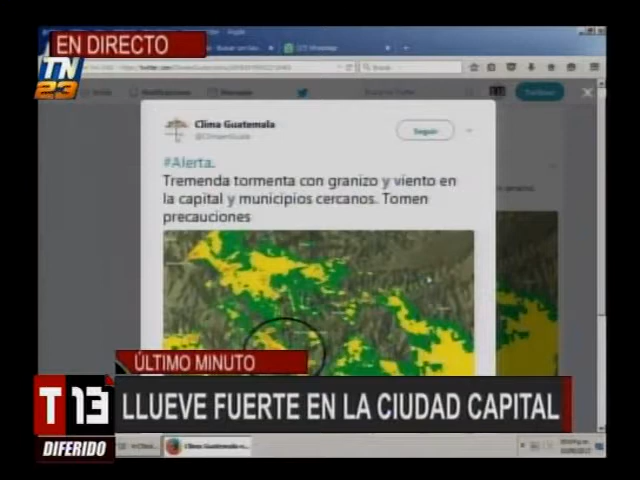 EN DIRECTO
TN
23
Clima Guatemala
Seguir
#Alerta.
Tremenda tormenta con granizo y viento en
la capital y municipios cercanos. Tomen
precauciones
ÚLTIMO MINUTO
T 13
LLUEVE FUERTE EN LA CIUDAD CAPITAL
DIFERIDO